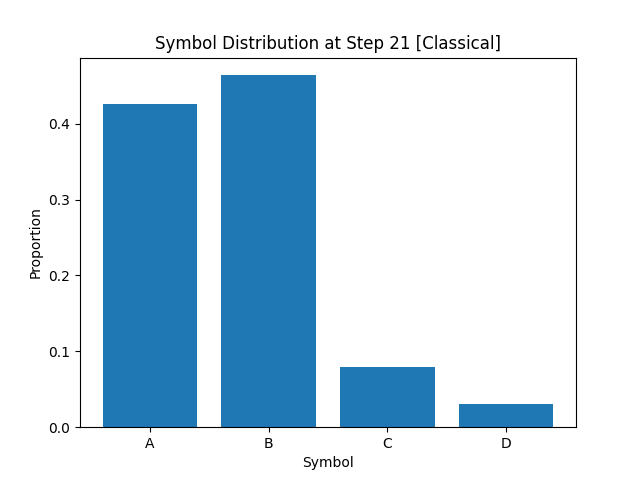 Symbol Distribution at Step 21 [Classical]
Proportion
0.4
0.3
0.2
0.1
0.0
A B C D
Symbol